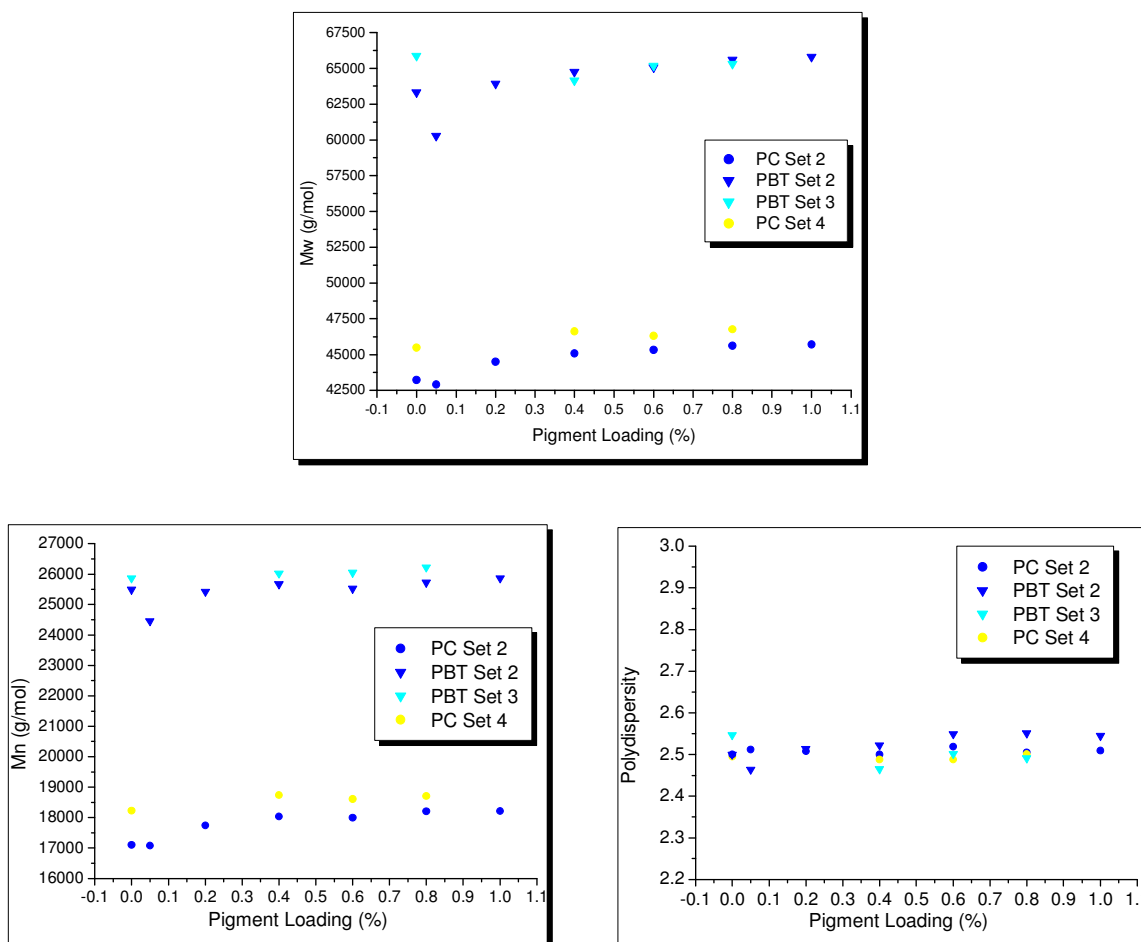 67500
65000
62500
60000
57500
55000
52500
50000
47500
45000
42500
Mw (g/mol)
PC Set 2
PBT Set 2
PBT Set 3
PC Set 4
-0.1 0.0 0.1 0.2 0.3 0.4 0.5 0.6 0.7 0.8 0.9 1.0 1.1
Pigment Loading (%)
27000
26000
25000
24000
23000
22000
21000
20000
19000
18000
17000
16000
Mn (g/mol)
PC Set 2
PBT Set 2
PBT Set 3
PC Set 4
-0.1 0.0 0.1 0.2 0.3 0.4 0.5 0.6 0.7 0.8 0.9 1.0 1.1
Pigment Loading (%)
3.0
2.9
2.8
2.7
2.6
2.5
2.4
2.3
2.2
Polydispersity
PC Set 2
PBT Set 2
PBT Set 3
PC Set 4
-0.1 0.0 0.1 0.2 0.3 0.4 0.5 0.6 0.7 0.8 0.9 1.0 1.1
Pigment Loading (%)